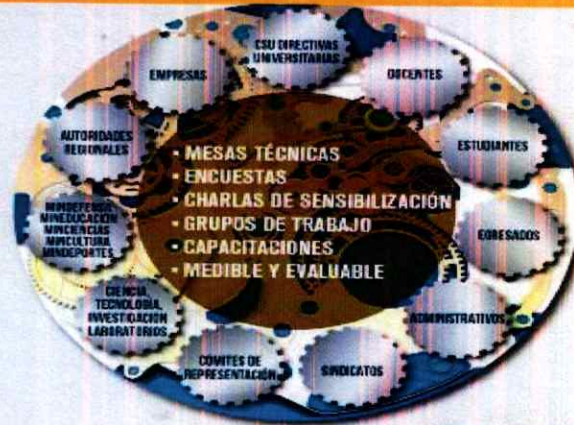 CSU DIRECTIVAS
UNIVERSITARIAS
EMPRESAS
DOCENTES
AUTORIDADES
REGIONALES
ESTUDIANTES
• MESAS TÉCNICAS
• ENCUESTAS
• CHARLAS DE SENSIBILIZACIÓN
• GRUPOS DE TRABAJO
• CAPACITACIONES
• MEDIBLE Y EVALUABLE
MINDEFENSA
MINEDUCACIÓN
MINCIENCIAS
MINCULTURA
MINDEPORTES
EGRESADOS
CIENCIA,
TECNOLOGÍA,
INVESTIGACIÓN
LABORATORIOS
ADMINISTRATIVOS
COMITES DE
REPRESENTACIÓN
SINDICATOS